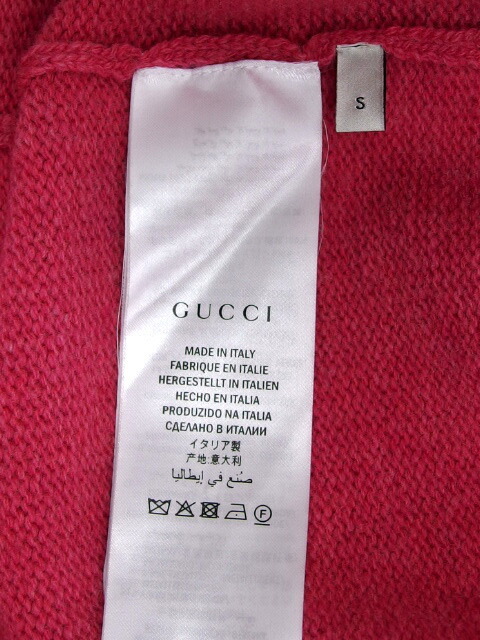 S
GUCCI
MADE IN ITALY
FABRIQUE EN ITALIE
HERGESTELLT IN ITALIEN
HECHO EN ITALIA
PRODUZIDO NA ITALIA
СДЕЛАНО В ИТАЛИИ
イタリア製
产地:意大利
صُنع في إيطاليا
F